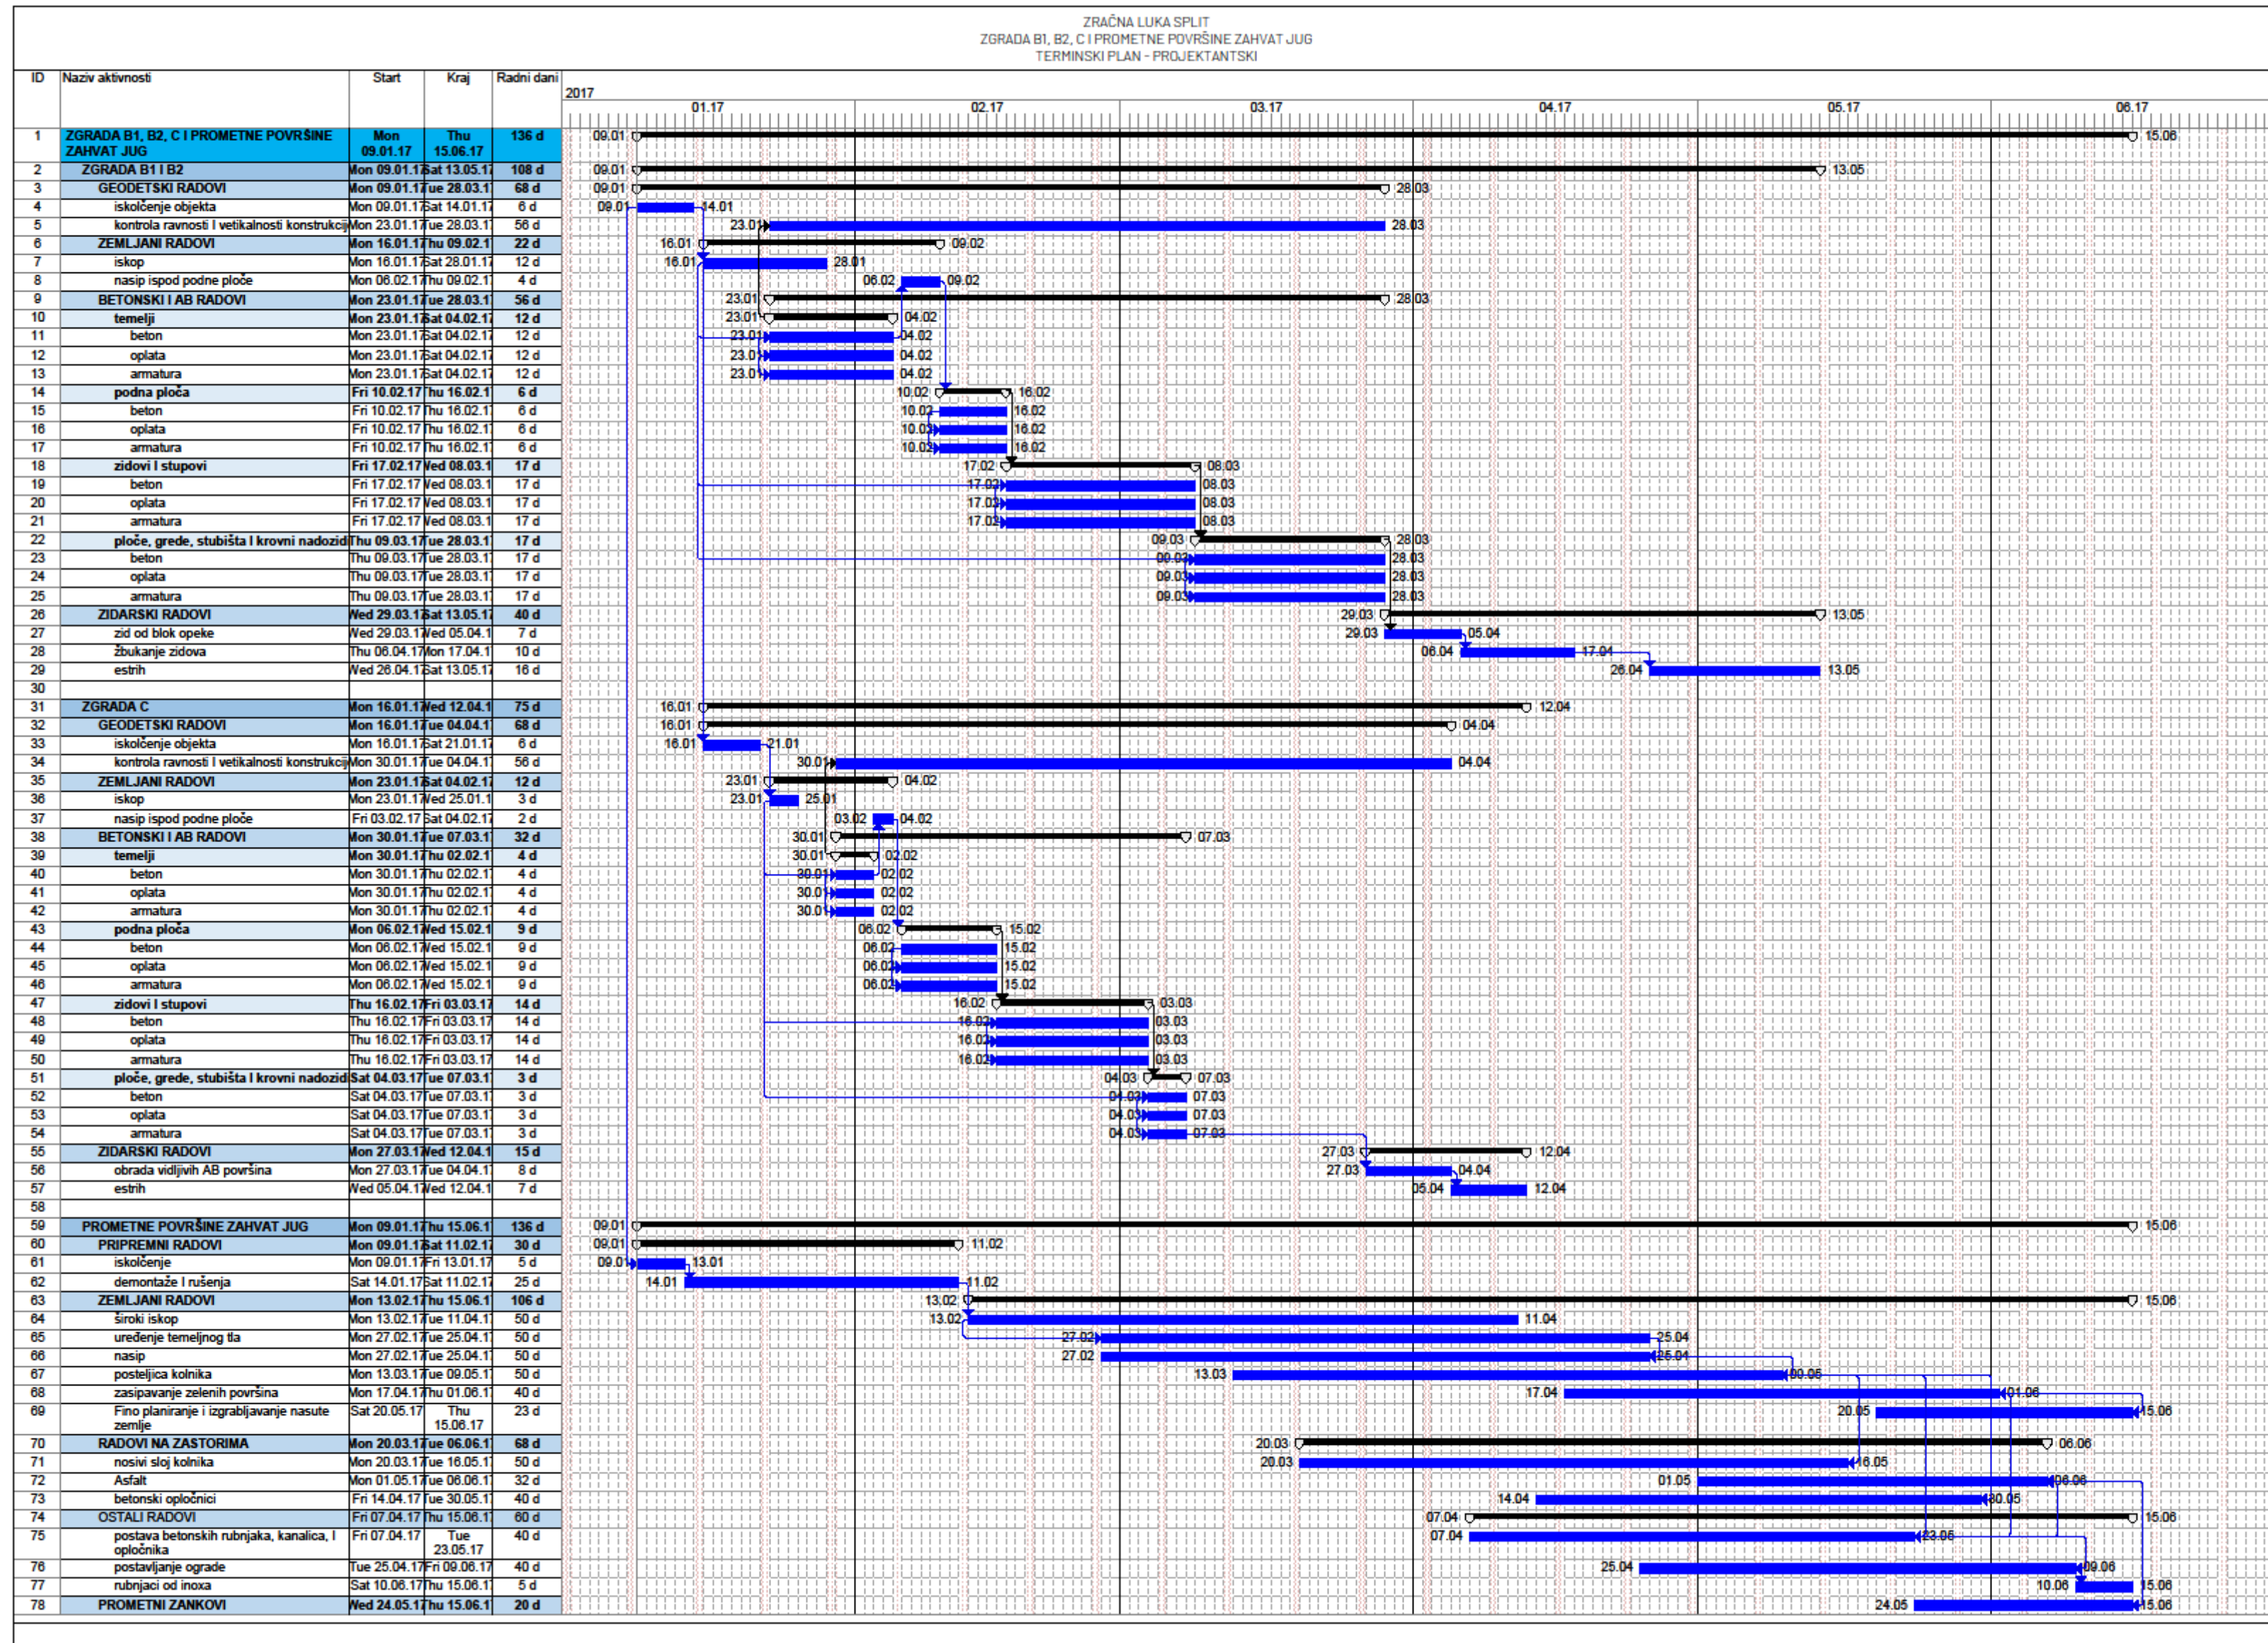 ZRAČNA LUKA SPLIT
ZGRADA B1, B2, C I PROMETNE POVRŠINE ZAHVAT JUG
TERMINSKI PLAN - PROJEKTANTSKI
ID Naziv aktivnosti Start Kraj Radni dani
2017
01.17 02.17 03.17 04.17 05.17 06.17
1 ZGRADA B1, B2, C I PROMETNE POVRŠINE Mon Thu 136 d 09.01 15.06
ZAHVAT JUG 09.01.17 15.06.17
2 ZGRADA B1 I B2 Mon 09.01.17 Sat 13.05.17 108 d 09.01 13.05
3 GEODETSKI RADOVI Mon 09.01.17 Tue 28.03.17 68 d 09.01 28.03
4 iskolčenje objekta Mon 09.01.17 Sat 14.01.17 6 d 09.01 14.01
5 kontrola ravnosti I vetikalnosti konstrukcij Mon 23.01.17 Tue 28.03.17 56 d 23.01 28.03
6 ZEMLJANI RADOVI Mon 16.01.17 Thu 09.02.1 22 d 16.01 09.02
7 iskop Mon 16.01.17 Sat 28.01.17 12 d 16.01 28.01
8 nasip ispod podne ploče Mon 06.02.17 Thu 09.02.17 4 d 06.02 09.02
9 BETONSKI I AB RADOVI Mon 23.01.17 Tue 28.03.17 56 d 23.01 28.03
10 temelji Mon 23.01.17 Sat 04.02.17 12 d 23.01 04.02
11 beton Mon 23.01.17 Sat 04.02.17 12 d 23.01 04.02
12 oplata Mon 23.01.17 Sat 04.02.17 12 d 23.01 04.02
13 armatura Mon 23.01.17 Sat 04.02.17 12 d 23.01 04.02
14 podna ploča Fri 10.02.17 Thu 16.02.1 6 d 10.02 16.02
15 beton Fri 10.02.17 Thu 16.02.17 6 d 10.02 16.02
16 oplata Fri 10.02.17 Thu 16.02.17 6 d 10.02 16.02
17 armatura Fri 10.02.17 Thu 16.02.17 6 d 10.02 16.02
18 zidovi I stupovi Fri 17.02.17 Wed 08.03.1 17 d 17.02 08.03
19 beton Fri 17.02.17 Wed 08.03.1 17 d 17.02 08.03
20 oplata Fri 17.02.17 Wed 08.03.1 17 d 17.02 08.03
21 armatura Fri 17.02.17 Wed 08.03.1 17 d 17.02 08.03
22 ploče, grede, stubišta I krovni nadozid Thu 09.03.17 Tue 28.03.17 17 d 09.03 28.03
23 beton Thu 09.03.17 Tue 28.03.17 17 d 09.03 28.03
24 oplata Thu 09.03.17 Tue 28.03.17 17 d 09.03 28.03
25 armatura Thu 09.03.17 Tue 28.03.17 17 d 09.03 28.03
26 ZIDARSKI RADOVI Wed 29.03.17 Sat 13.05.17 40 d 29.03 13.05
27 zid od blok opeke Wed 29.03.17 Wed 05.04.1 7 d 29.03 05.04
28 žbukanje zidova Thu 06.04.17 Mon 17.04.1 10 d 06.04 17.04
29 estrih Wed 26.04.17 Sat 13.05.17 16 d 26.04 13.05
30
31 ZGRADA C Mon 16.01.17 Wed 12.04.1 75 d 16.01 12.04
32 GEODETSKI RADOVI Mon 16.01.17 Tue 04.04.17 68 d 16.01 04.04
33 iskolčenje objekta Mon 16.01.17 Sat 21.01.17 6 d 16.01 21.01
34 kontrola ravnosti I vetikalnosti konstrukcij Mon 30.01.17 Tue 04.04.17 56 d 30.01 04.04
35 ZEMLJANI RADOVI Mon 23.01.17 Sat 04.02.17 12 d 23.01 04.02
36 iskop Mon 23.01.17 Wed 25.01.1 3 d 23.01 25.01
37 nasip ispod podne ploče Fri 03.02.17 Sat 04.02.17 2 d 03.02 04.02
38 BETONSKI I AB RADOVI Mon 30.01.17 Tue 07.03.17 32 d 30.01 07.03
39 temelji Mon 30.01.17 Thu 02.02.1 4 d 30.01 02.02
40 beton Mon 30.01.17 Thu 02.02.17 4 d 30.01 02.02
41 oplata Mon 30.01.17 Thu 02.02.17 4 d 30.01 02.02
42 armatura Mon 30.01.17 Thu 02.02.17 4 d 30.01 02.02
43 podna ploča Mon 06.02.17 Wed 15.02.1 9 d 06.02 15.02
44 beton Mon 06.02.17 Wed 15.02.1 9 d 06.02 15.02
45 oplata Mon 06.02.17 Wed 15.02.1 9 d 06.02 15.02
46 armatura Mon 06.02.17 Wed 15.02.1 9 d 06.02 15.02
47 zidovi I stupovi Thu 16.02.17 Fri 03.03.17 14 d 16.02 03.03
48 beton Thu 16.02.17 Fri 03.03.17 14 d 16.02 03.03
49 oplata Thu 16.02.17 Fri 03.03.17 14 d 16.02 03.03
50 armatura Thu 16.02.17 Fri 03.03.17 14 d 16.02 03.03
51 ploče, grede, stubišta I krovni nadozid Sat 04.03.17 Tue 07.03.17 3 d 04.03 07.03
52 beton Sat 04.03.17 Tue 07.03.17 3 d 04.03 07.03
53 oplata Sat 04.03.17 Tue 07.03.17 3 d 04.03 07.03
54 armatura Sat 04.03.17 Tue 07.03.17 3 d 04.03 07.03
55 ZIDARSKI RADOVI Mon 27.03.17 Wed 12.04.1 15 d 27.03 12.04
56 obrada vidljivih AB površina Mon 27.03.17 Tue 04.04.17 8 d 27.03 04.04
57 estrih Wed 05.04.17 Wed 12.04.1 7 d 05.04 12.04
58
59 PROMETNE POVRŠINE ZAHVAT JUG Mon 09.01.17 Thu 15.06.1 136 d 09.01 15.06
60 PRIPREMNI RADOVI Mon 09.01.17 Sat 11.02.17 30 d 09.01 11.02
61 iskolčenje Mon 09.01.17 Fri 13.01.17 5 d 09.01 13.01
62 demontaže I rušenja Sat 14.01.17 Sat 11.02.17 25 d 14.01 11.02
63 ZEMLJANI RADOVI Mon 13.02.17 Thu 15.06.1 106 d 13.02 15.06
64 široki iskop Mon 13.02.17 Tue 11.04.17 50 d 13.02 11.04
65 uređenje temeljnog tla Mon 27.02.17 Tue 25.04.17 50 d 27.02 25.04
66 nasip Mon 27.02.17 Tue 25.04.17 50 d 27.02 25.04
67 posteljica kolnika Mon 13.03.17 Tue 09.05.17 50 d 13.03 09.05
68 zasipavanje zelenih površina Mon 17.04.17 Thu 01.06.17 40 d 17.04 01.06
69 Fino planiranje i izgrabljavanje nasute Sat 20.05.17 Thu 23 d 20.05 15.06
zemlje 15.06.17
70 RADOVI NA ZASTORIMA Mon 20.03.17 Tue 06.06.17 68 d 20.03 06.06
71 nosivi sloj kolnika Mon 20.03.17 Tue 16.05.17 50 d 20.03 16.05
72 Asfalt Mon 01.05.17 Tue 06.06.17 32 d 01.05 06.06
73 betonski opločnici Fri 14.04.17 Tue 30.05.17 40 d 14.04 30.05
74 OSTALI RADOVI Fri 07.04.17 Thu 15.06.17 60 d 07.04 15.06
75 postava betonskih rubnjaka, kanalica, I Fri 07.04.17 Tue 40 d 07.04 23.05
opločnika 23.05.17
76 postavljanje ograde Tue 25.04.17 Fri 09.06.17 40 d 25.04 09.06
77 rubnjaci od inoxa Sat 10.06.17 Thu 15.06.17 5 d 10.06 15.06
78 PROMETNI ZANKOVI Wed 24.05.17 Thu 15.06.1 20 d 24.05 15.06